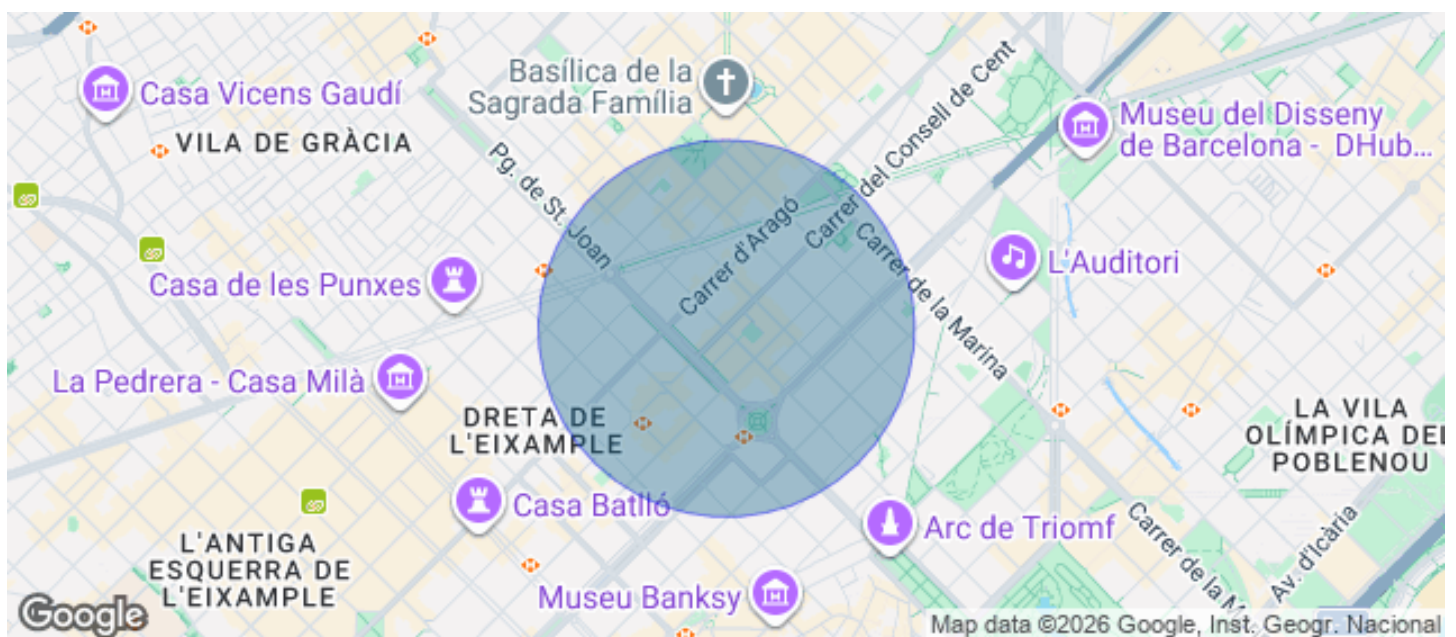 Basílica de la
Sagrada Família
Casa Vicens Gaudí
VILA DE GRÀCIA
Pg. de St. Joan
Carrer del Consell de Cent
Museu del Disseny
de Barcelona - DHub...
Carrer d'Aragó
Carrer de la Marina
L'Auditori
Casa de les Punxes
La Pedrera - Casa Milà
DRETA DE
L'EIXAMPLE
LA VILA
OLÍMPICA DEL
POBLENOU
Casa Batlló
Arc de Triomf
L'ANTIGA
ESQUERRA DE
L'EIXAMPLE
Museu Banksy
Carrer de la M
Av. d'Icària
Google
Map data ©2026 Google, Inst. Geogr. Nacional